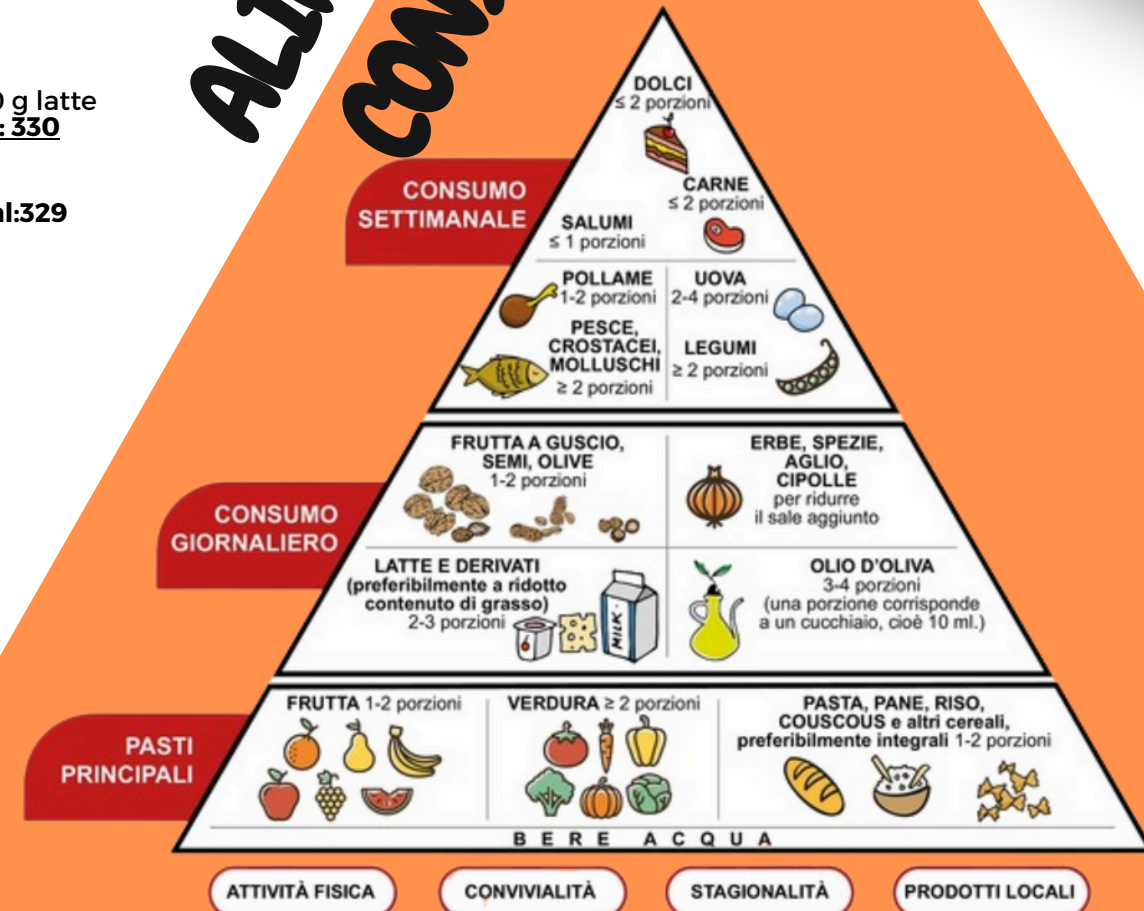 g latte
: 330
l:329
DOLCI
≤ 2 porzioni
CARNE
≤ 2 porzioni
SALUMI
≤ 1 porzioni
CONSUMO
SETTIMANALE
POLLAME
1-2 porzioni
UOVA
2-4 porzioni
PESCE,
CROSTACEI,
MOLLUSCHI
≥ 2 porzioni
LEGUMI
≥ 2 porzioni
CONSUMO
GIORNALIERO
FRUTTA A GUSCIO,
SEMI, OLIVE
1-2 porzioni
ERBE, SPEZIE,
AGLIO,
CIPOLLE
per ridurre
il sale aggiunto
LATTE E DERIVATI
(preferibilmente a ridotto
contenuto di grasso)
2-3 porzioni
MILK
OLIO D'OLIVA
3-4 porzioni
(una porzione corrisponde
a un cucchiaio, cioè 10 ml.)
PASTI
PRINCIPALI
FRUTTA 1-2 porzioni
VERDURA ≥ 2 porzioni
PASTA, PANE, RISO,
COUSCOUS e altri cereali,
preferibilmente integrali 1-2 porzioni
BERE ACQUA
ATTIVITÀ FISICA
CONVIVIALITÀ
STAGIONALITÀ
PRODOTTI LOCALI